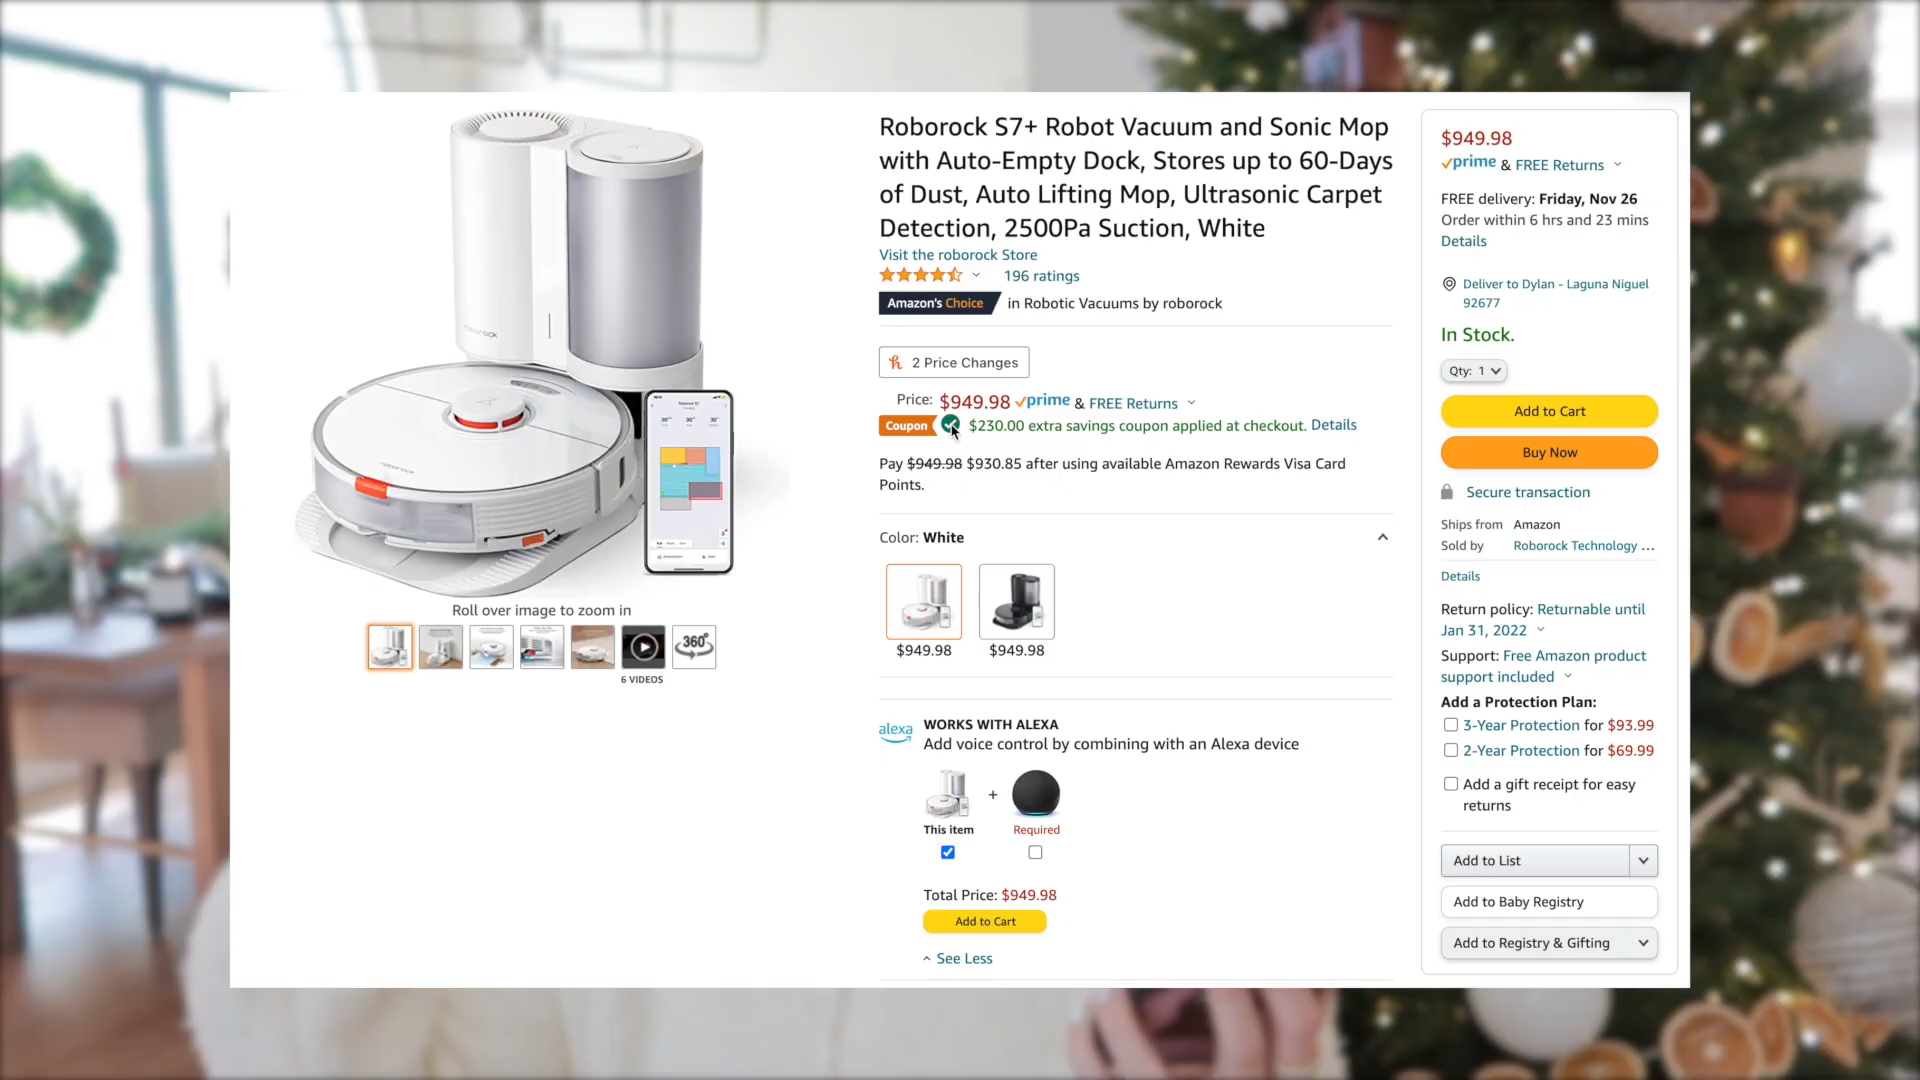 roborock
roborock
Roll over image to zoom in
360°
6 VIDEOS
Roborock S7+ Robot Vacuum and Sonic Mop
with Auto-Empty Dock, Stores up to 60-Days
of Dust, Auto Lifting Mop, Ultrasonic Carpet
Detection, 2500Pa Suction, White
Visit the roborock Store
196 ratings
Amazon's Choice in Robotic Vacuums by roborock
2 Price Changes
Price: $949.98 prime & FREE Returns
Coupon $230.00 extra savings coupon applied at checkout. Details
Pay $949.98 $930.85 after using available Amazon Rewards Visa Card
Points.
Color: White
$949.98 $949.98
alexa WORKS WITH ALEXA
Add voice control by combining with an Alexa device
+
This item Required
Total Price: $949.98
Add to Cart
See Less
$949.98
prime & FREE Returns
FREE delivery: Friday, Nov 26
Order within 6 hrs and 23 mins
Details
Deliver to Dylan - Laguna Niguel
92677
In Stock.
Qty: 1
Add to Cart
Buy Now
Secure transaction
Ships from Amazon
Sold by Roborock Technology ...
Details
Return policy: Returnable until
Jan 31, 2022
Support: Free Amazon product
support included
Add a Protection Plan:
3-Year Protection for $93.99
2-Year Protection for $69.99
Add a gift receipt for easy
returns
Add to List
Add to Baby Registry
Add to Registry & Gifting